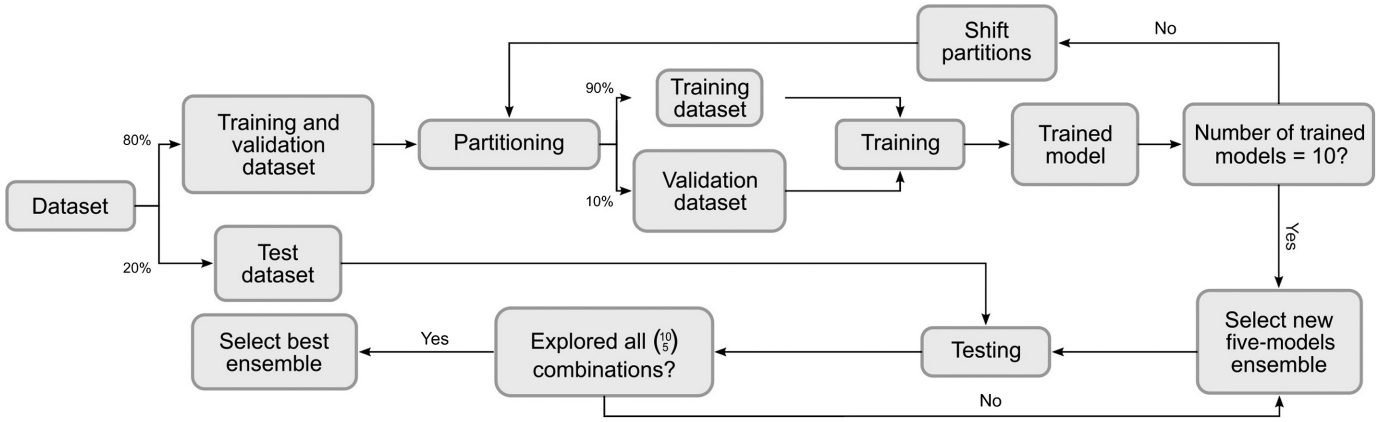 Shift
partitions
No
90%
Training
dataset
Training and
validation
dataset
80%
Partitioning
Training
Trained
model
Number of trained
models = 10?
Validation
dataset
10%
Dataset
Yes
Test
dataset
20%
Select best
ensemble
Yes
Explored all (10 5)
combinations?
Testing
Select new
five-models
ensemble
No